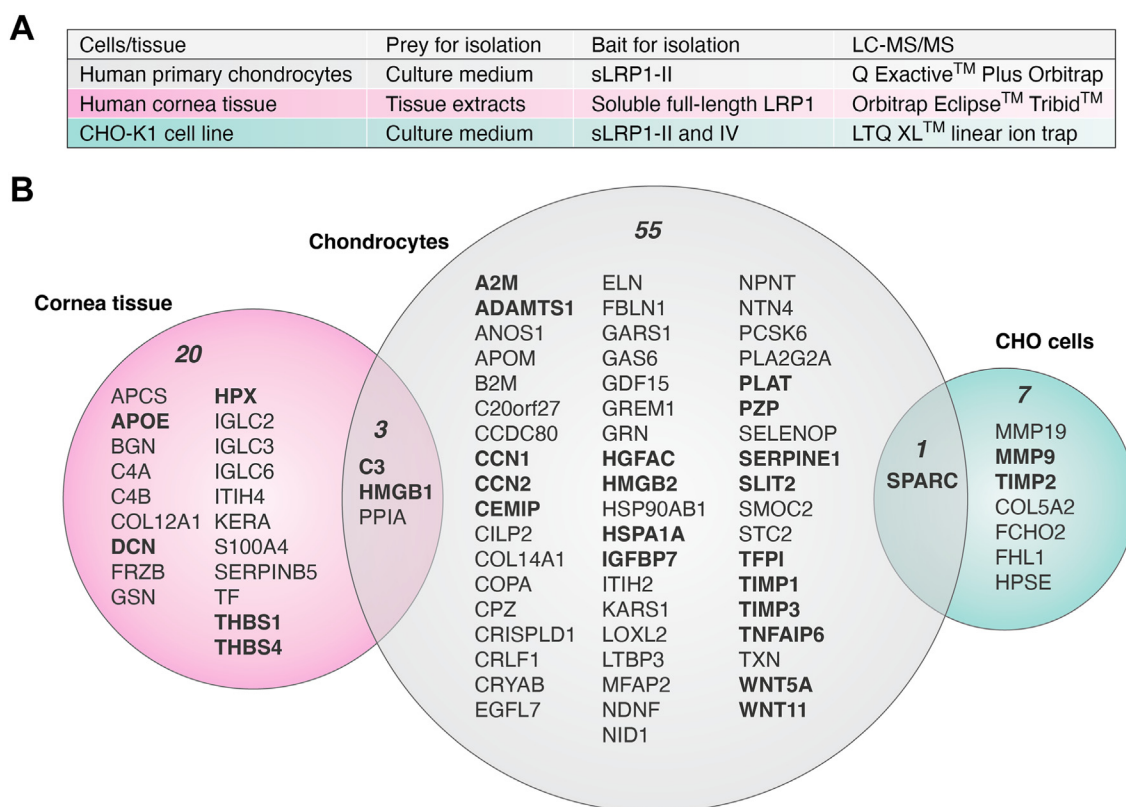 A
Cells/tissue Prey for isolation Bait for isolation LC-MS/MS
Human primary chondrocytes Culture medium sLRP1-II Q Exactive™ Plus Orbitrap
Human cornea tissue Tissue extracts Soluble full-length LRP1 Orbitrap Eclipse™ Tribid™
CHO-K1 cell line Culture medium sLRP1-II and IV LTQ XL™ linear ion trap
B
Cornea tissue
20
APCS
APOE
BGN
C4A
C4B
COL12A1
DCN
FRZB
GSN
HPX
IGLC2
IGLC3
IGLC6
ITIH4
KERA
S100A4
SERPINB5
TF
THBS1
THBS4
3
C3
HMGB1
PPIA
Chondrocytes
55
A2M
ADAMTS1
ANOS1
APOM
B2M
C20orf27
CCDC80
CCN1
CCN2
CEMIP
CILP2
COL14A1
COPA
CPZ
CRISPLD1
CRLF1
CRYAB
EGFL7
ELN
FBLN1
GARS1
GAS6
GDF15
GREM1
GRN
HGFAC
HMGB2
HSP90AB1
HSPA1A
IGFBP7
ITIH2
KARS1
LOXL2
LTBP3
MFAP2
NDNF
NID1
NPNT
NTN4
PCSK6
PLA2G2A
PLAT
PZP
SELENOP
SERPINE1
SLIT2
SMOC2
STC2
TFPI
TIMP1
TIMP3
TNFAIP6
TXN
WNT5A
WNT11
1
SPARC
CHO cells
7
MMP19
MMP9
TIMP2
COL5A2
FCHO2
FHL1
HPSE